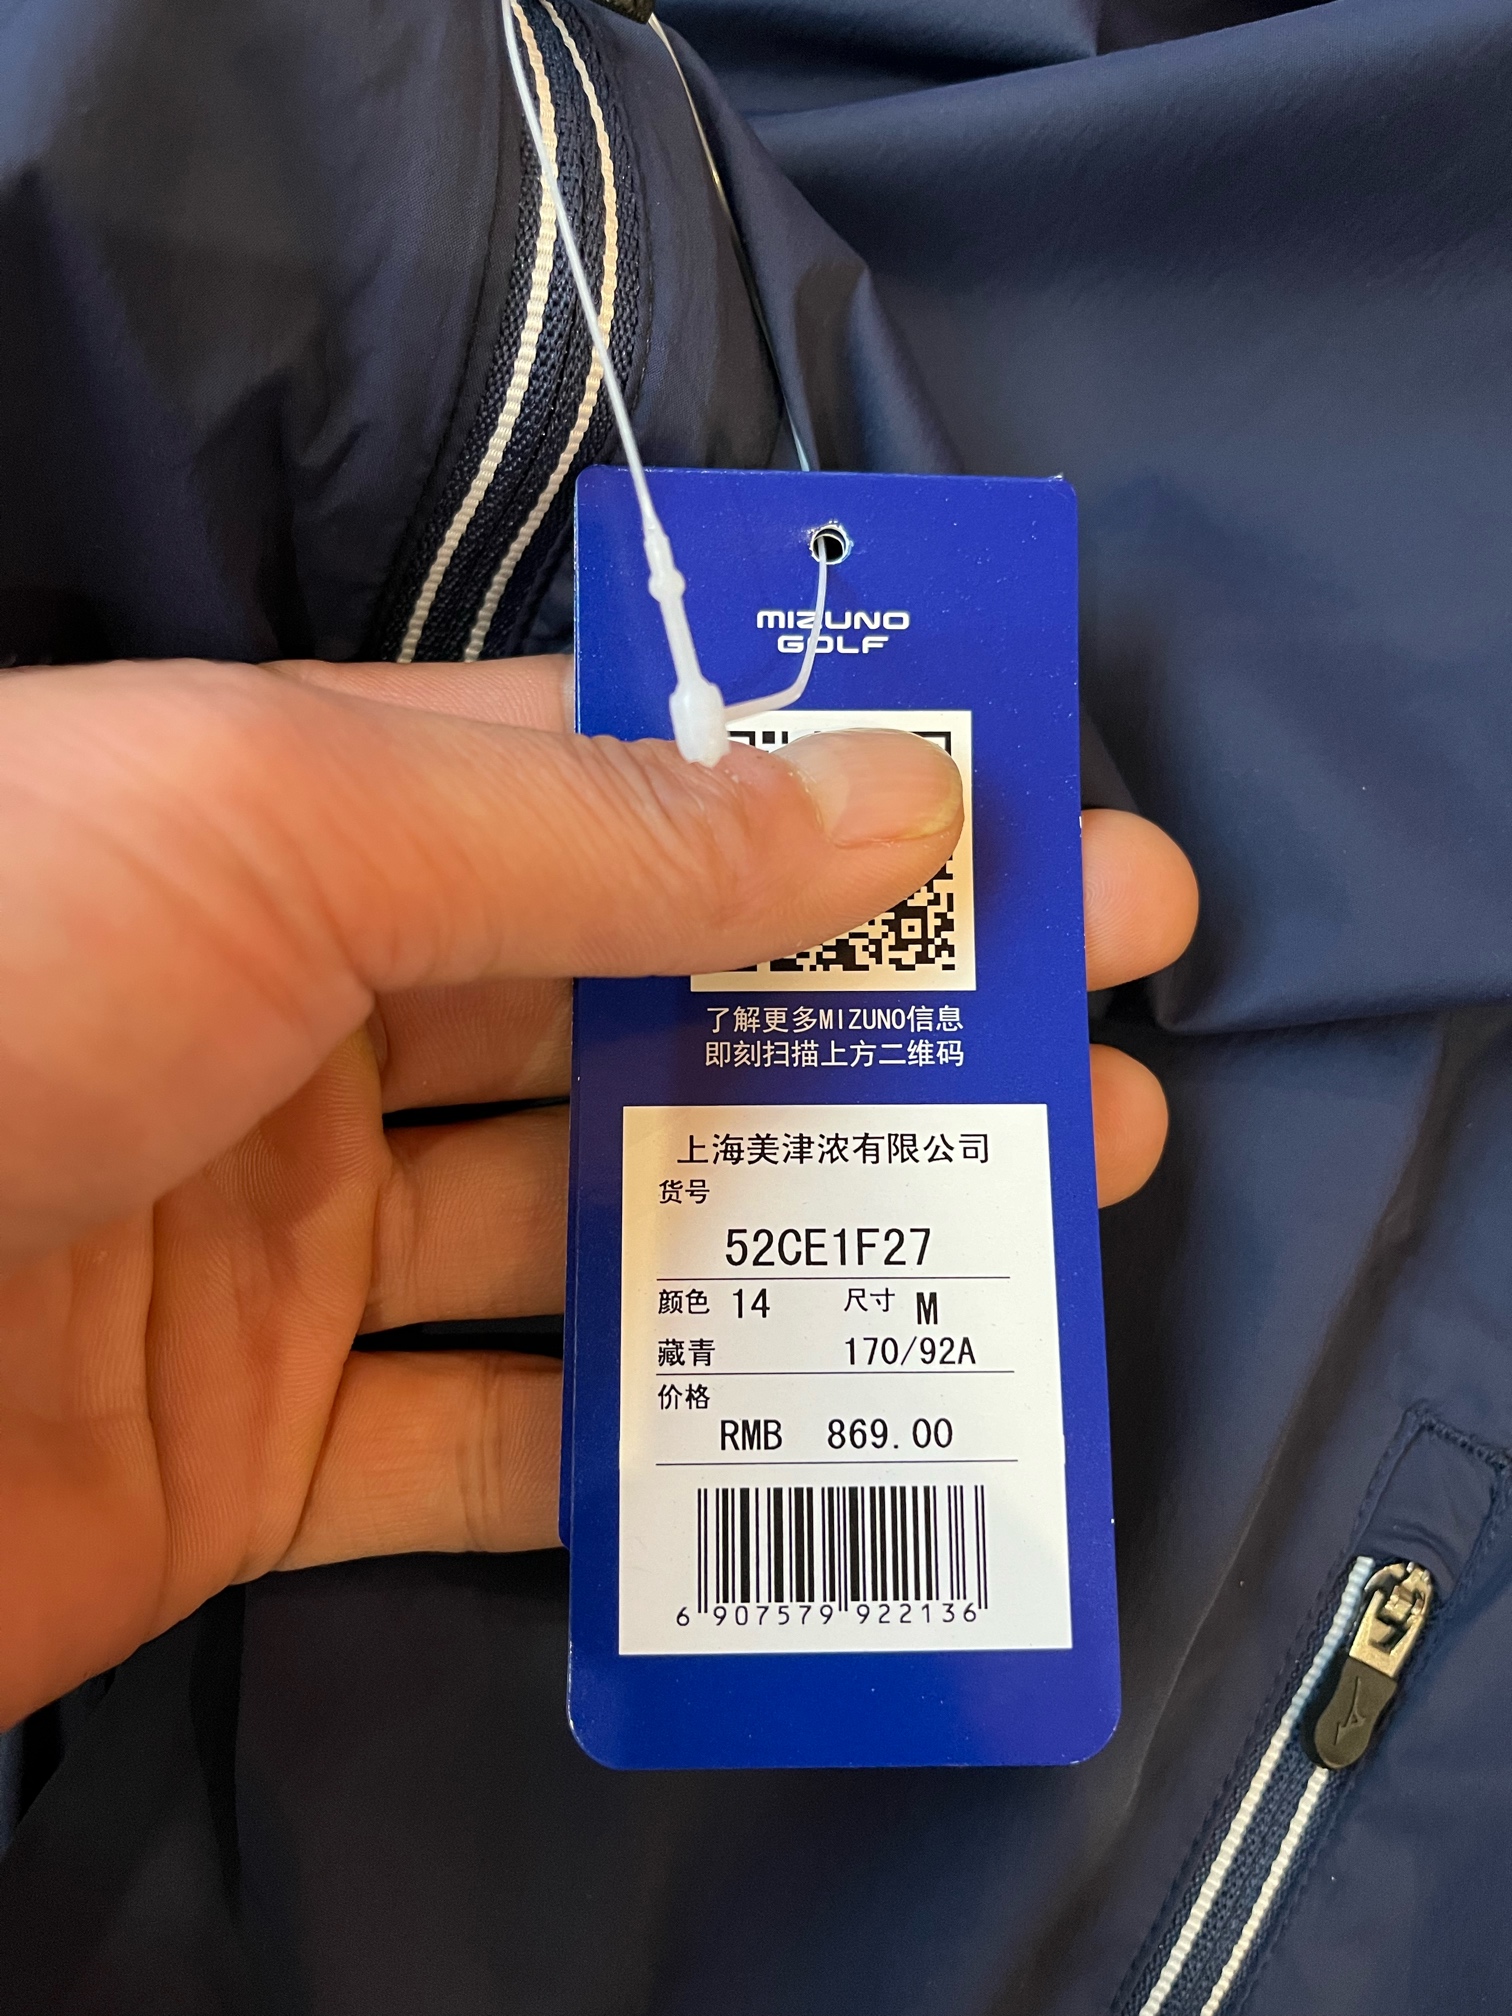 MIZUNO
GOLF
了解更多MIZUNO信息
即刻扫描上方二维码
上海美津浓有限公司
货号
52CE1F27
颜色 14 尺寸 M
藏青 170/92A
价格
RMB 869.00
6 907579 922136